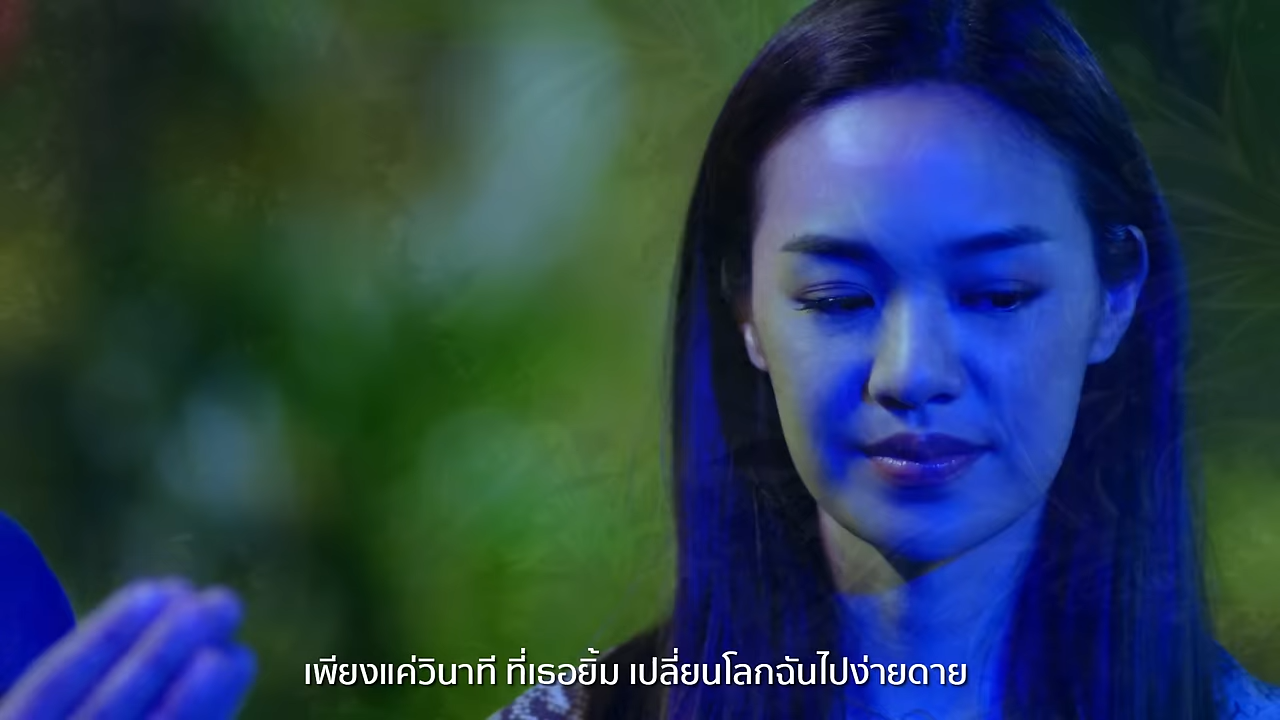 เพียงแค่วินาที ที่เธอยิ้ม เปลี่ยนโลกฉันไปง่ายดาย